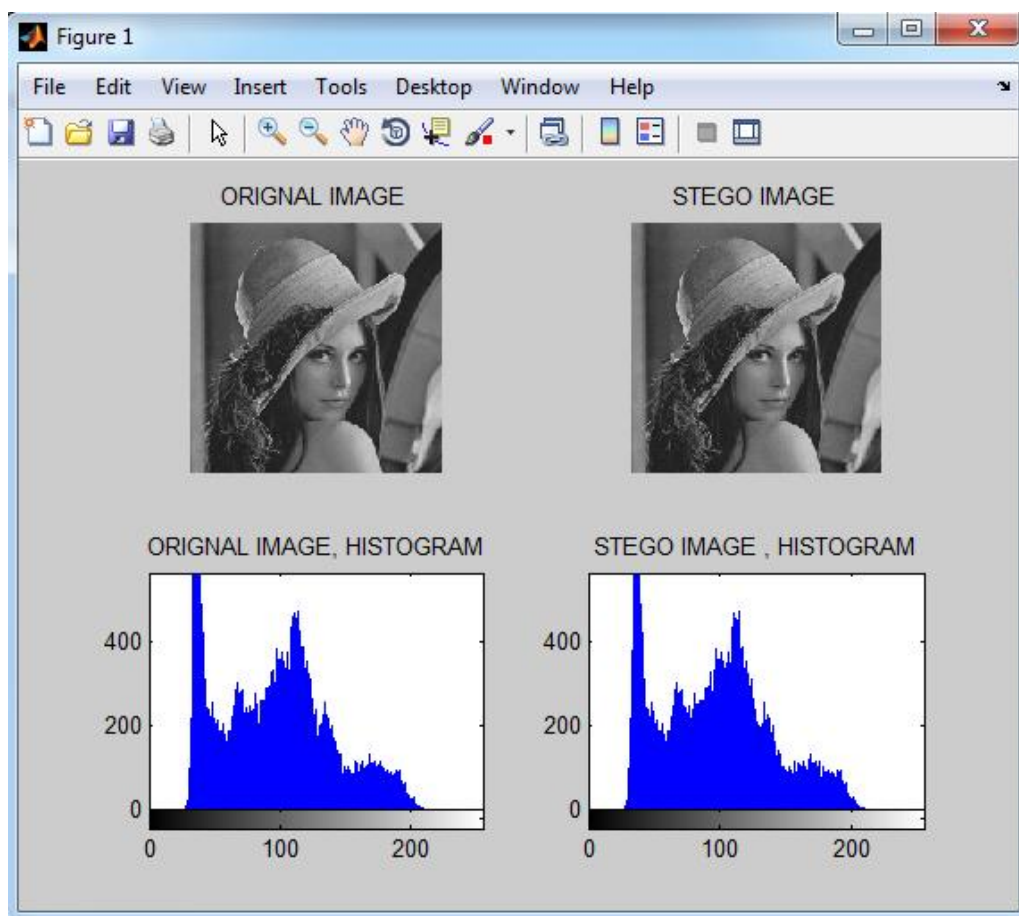 Figure 1
File Edit View Insert Tools Desktop Window Help
ORIGNAL IMAGE
STEGO IMAGE
ORIGNAL IMAGE, HISTOGRAM
STEGO IMAGE , HISTOGRAM
400
200
0
0 100 200
400
200
0
0 100 200